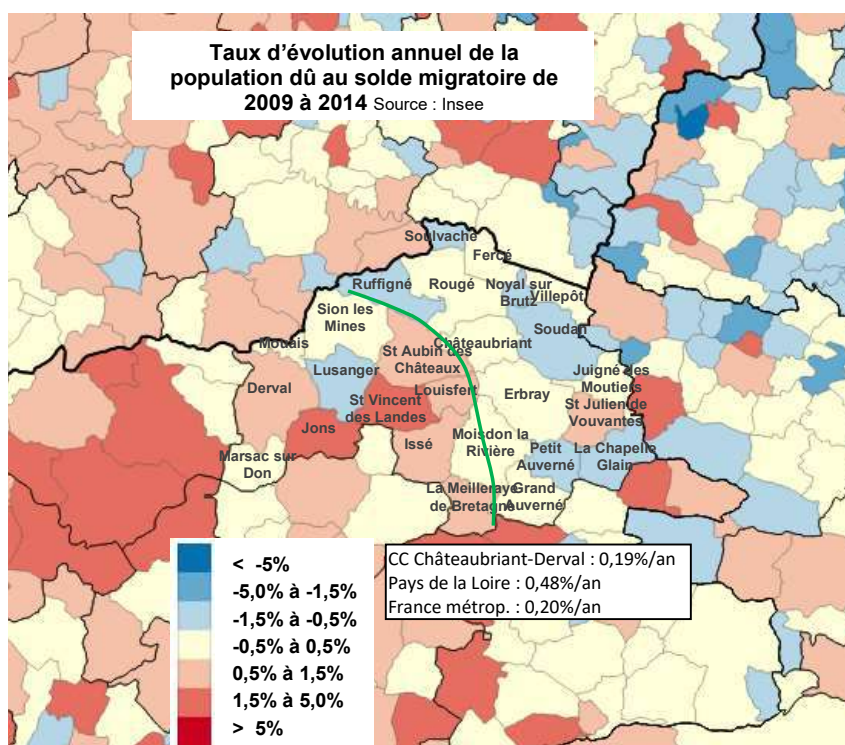 Taux d’évolution annuel de la
population dû au solde migratoire de
2009 à 2014 Source : Insee
Soulvache
Fercé
Ruffigné
Rougé
Noyal sur
Brutz
Villepôt
Sion les
Mines
Soudan
Mouais
Châteaubriant
St Aubin des
Châteaux
Lusanger
Juigné des
Moutiers
Derval
Louisfert
Erbray
St Vincent
des Landes
St Julien de
Vouvantes
Jons
Issé
Moisdon la
Rivière
Petit
Auverné
La Chapelle
Glain
Marsac sur
Don
La Meilleraye
de Bretagne
Grand
Auverné
CC Châteaubriant-Derval : 0,19%/an
Pays de la Loire : 0,48%/an
France métrop. : 0,20%/an
< -5%
-5,0% à -1,5%
-1,5% à -0,5%
-0,5% à 0,5%
0,5% à 1,5%
1,5% à 5,0%
> 5%